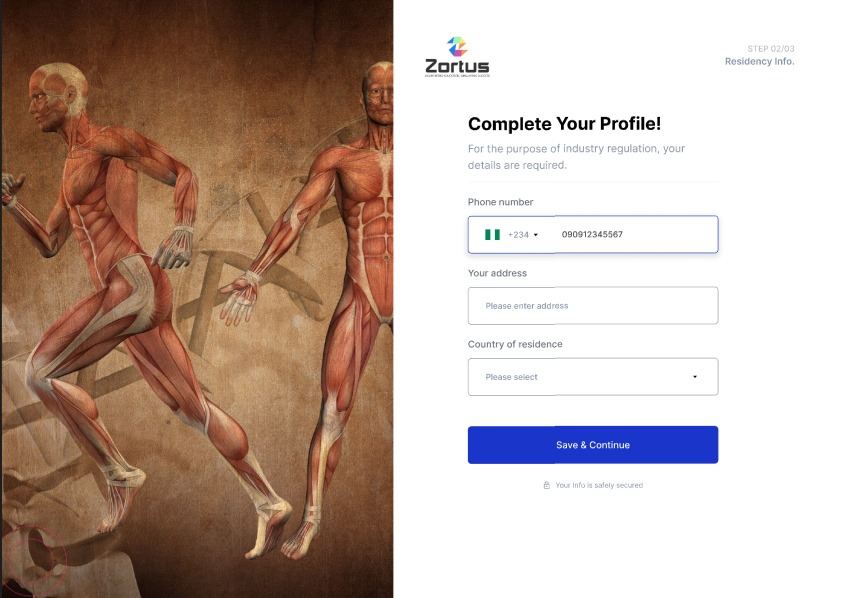 Zortus
STEP 02/03
Residency Info.
Complete Your Profile!
For the purpose of industry regulation, your
details are required.
Phone number
+234
090912345567
Your address
Please enter address
Country of residence
Please select
Save & Continue
Your Info is safely secured